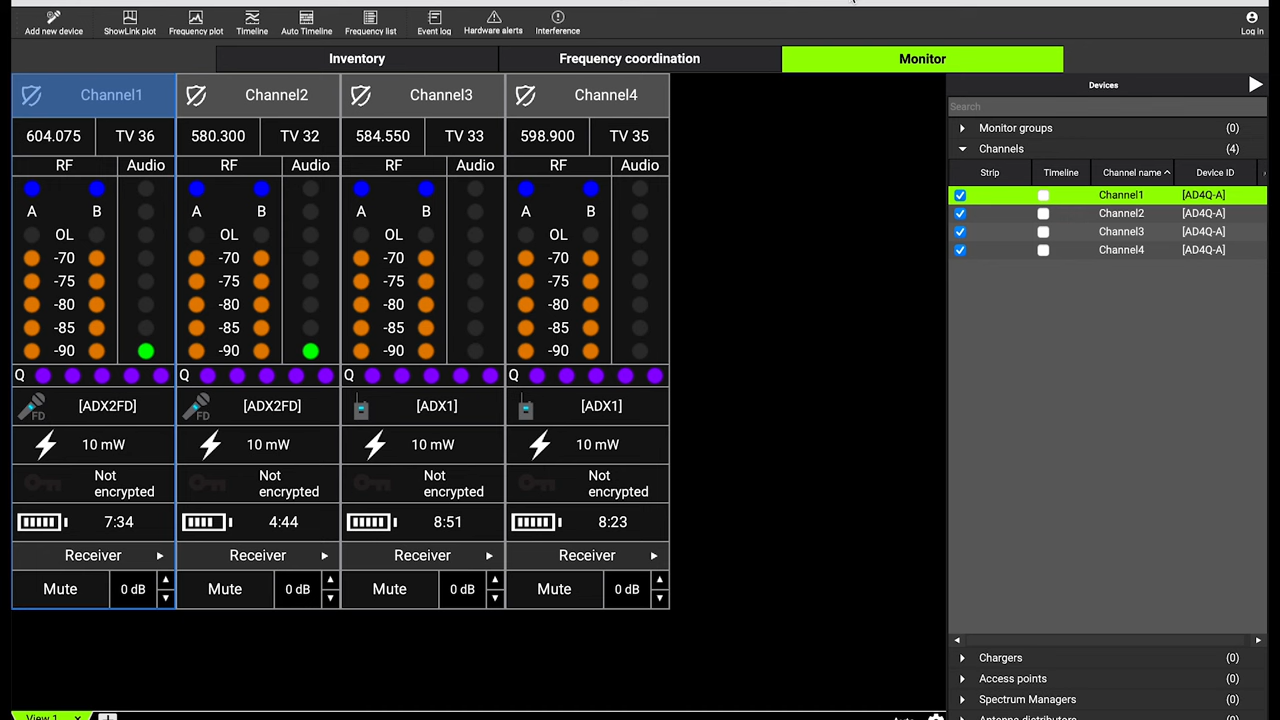 Add new device ShowLink plot Frequency plot Timeline Auto Timeline Frequency list Event log Hardware alerts Interference Log in
Inventory Frequency coordination Monitor
Channel1 Channel2 Channel3 Channel4
604.075 TV 36 580.300 TV 32 584.550 TV 33 598.900 TV 35
RF Audio RF Audio RF Audio RF Audio
A B A B A B A B
OL OL OL OL
-70 -70 -70 -70
-75 -75 -75 -75
-80 -80 -80 -80
-85 -85 -85 -85
-90 -90 -90 -90
Q Q Q Q
FD [ADX2FD] FD [ADX2FD] [ADX1] [ADX1]
10 mW 10 mW 10 mW 10 mW
Not Not Not Not
encrypted encrypted encrypted encrypted
7:34 4:44 8:51 8:23
Receiver Receiver Receiver Receiver
Mute 0 dB Mute 0 dB Mute 0 dB Mute 0 dB
Devices
Search
Monitor groups (0)
Channels (4)
Strip Timeline Channel name Device ID
Channel1 [AD4Q-A]
Channel2 [AD4Q-A]
Channel3 [AD4Q-A]
Channel4 [AD4Q-A]
Chargers (0)
Access points (0)
Spectrum Managers (0)
Antenna distributors (0)
View 1